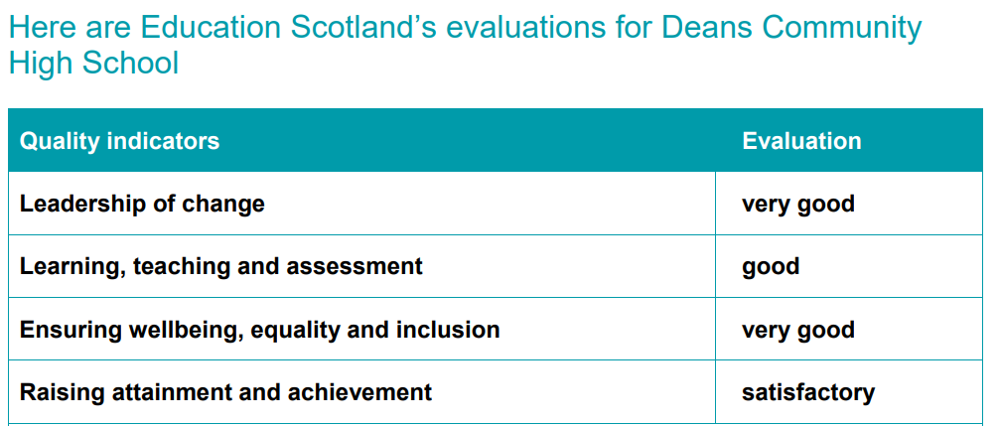 Here are Education Scotland’s evaluations for Deans Community
High School
Quality indicators Evaluation
Leadership of change very good
Learning, teaching and assessment good
Ensuring wellbeing, equality and inclusion very good
Raising attainment and achievement satisfactory